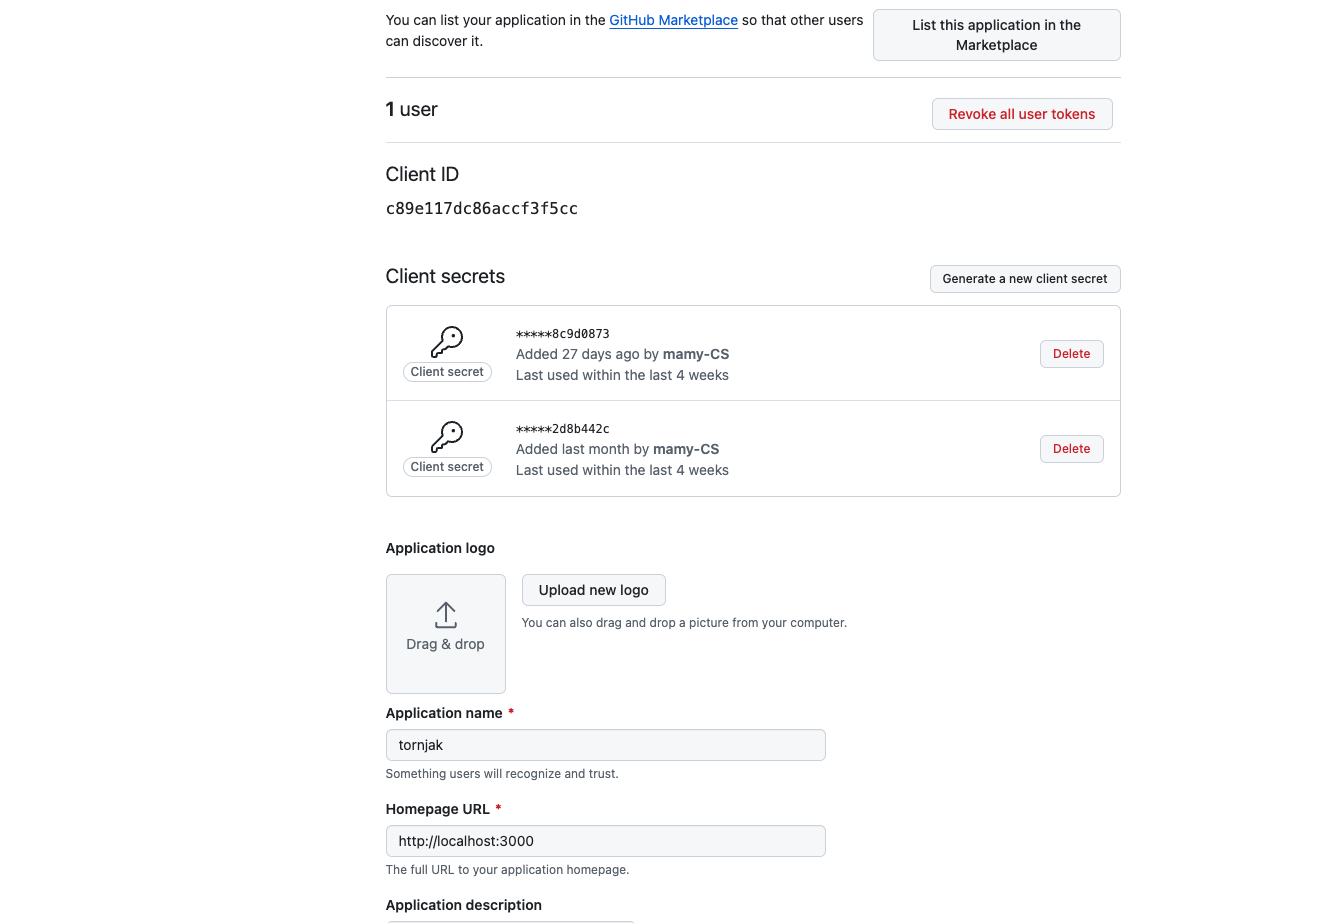 You can list your application in the GitHub Marketplace so that other users
can discover it.
List this application in the
Marketplace
1 user
Revoke all user tokens
Client ID
c89e117dc86accf3f5cc
Client secrets
Generate a new client secret
*****8c9d0873
Added 27 days ago by mamy-CS
Client secret
Last used within the last 4 weeks
Delete
*****2d8b442c
Added last month by mamy-CS
Client secret
Last used within the last 4 weeks
Delete
Application logo
Drag & drop
Upload new logo
You can also drag and drop a picture from your computer.
Application name *
tornjak
Something users will recognize and trust.
Homepage URL *
http://localhost:3000
The full URL to your application homepage.
Application description